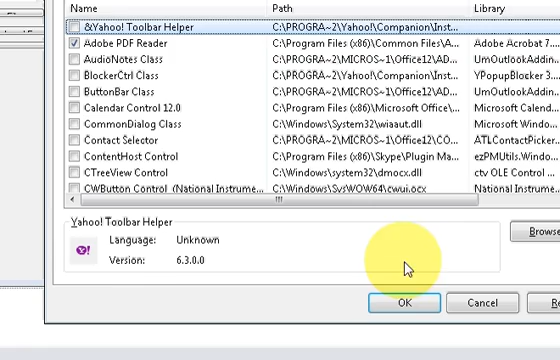 Name Path Library
&Yahoo! Toolbar Helper C:\PROGRA~2\Yahoo!\Companion\Inst...
Adobe PDF Reader C:\Program Files (x86)\Common Files\A... Adobe Acrobat 7...
AudioNotes Class C:\PROGRA~2\MICROS~1\Office12\AD... UmOutlookAddin...
BlockerCtrl Class C:\PROGRA~2\Yahoo!\Companion\Inst... YPopupBlocker 3...
ButtonBar Class C:\PROGRA~2\MICROS~1\Office12\AD... UmOutlookAddin...
Calendar Control 12.0 C:\Program Files (x86)\Microsoft Office\... Microsoft Calend...
CommonDialog Class C:\Windows\System32\wiaaut.dll Microsoft Window...
Contact Selector C:\PROGRA~2\MICROS~1\Office12\CO... ATLContactPicker...
ContentHost Control C:\Program Files (x86)\Skype\Plugin Ma... ezPMUtils.Windo...
CTreeView Control C:\Windows\system32\dmocx.dll ctv OLE Control ...
CWButton Control (National Instrume... C:\Windows\SysWOW64\cwui.ocx National Instrume...
Yahoo! Toolbar Helper
Language: Unknown
Version: 6.3.0.0
Browse
OK Cancel Re